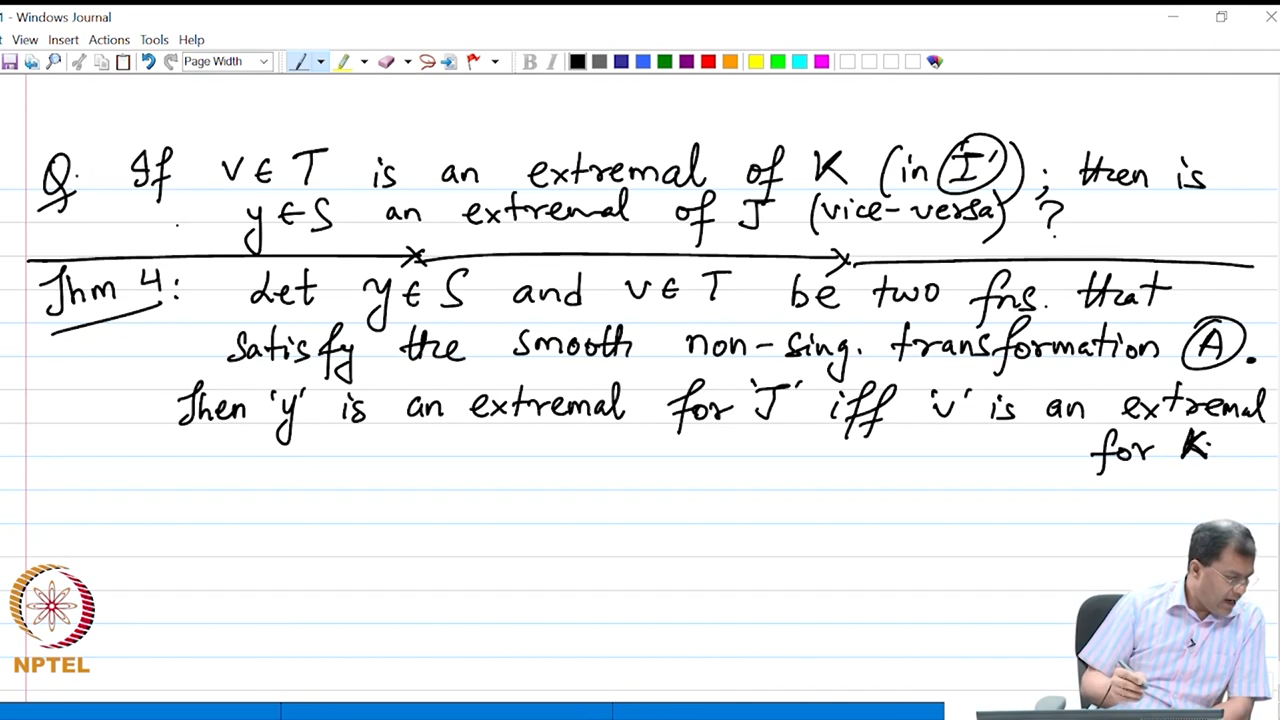 1 - Windows Journal
t View Insert Actions Tools Help
Page Width
B I
Q. If v ∈ T is an extremal of K (in I'); then is
y ∈ S an extremal of J (vice-versa) ?
Thm 4: Let y ∈ S and v ∈ T be two fns. that
satisfy the smooth non-sing. transformation A.
Then 'y' is an extremal for 'J' iff 'v' is an extremal
for K.
NPTEL